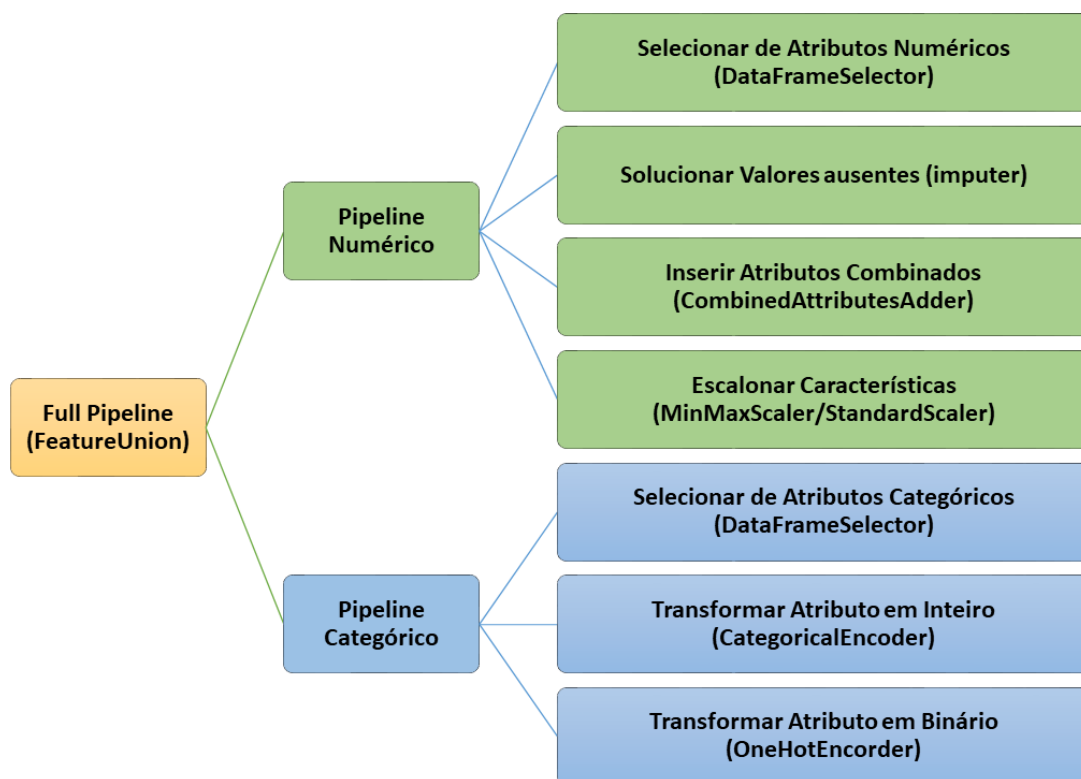 Selecionar de Atributos Numéricos
(DataFrameSelector)
Solucionar Valores ausentes (imputer)
Pipeline
Numérico
Inserir Atributos Combinados
(CombinedAttributesAdder)
Escalonar Características
(MinMaxScaler/StandardScaler)
Full Pipeline
(FeatureUnion)
Selecionar de Atributos Categóricos
(DataFrameSelector)
Pipeline
Categórico
Transformar Atributo em Inteiro
(CategoricalEncoder)
Transformar Atributo em Binário
(OneHotEncorder)